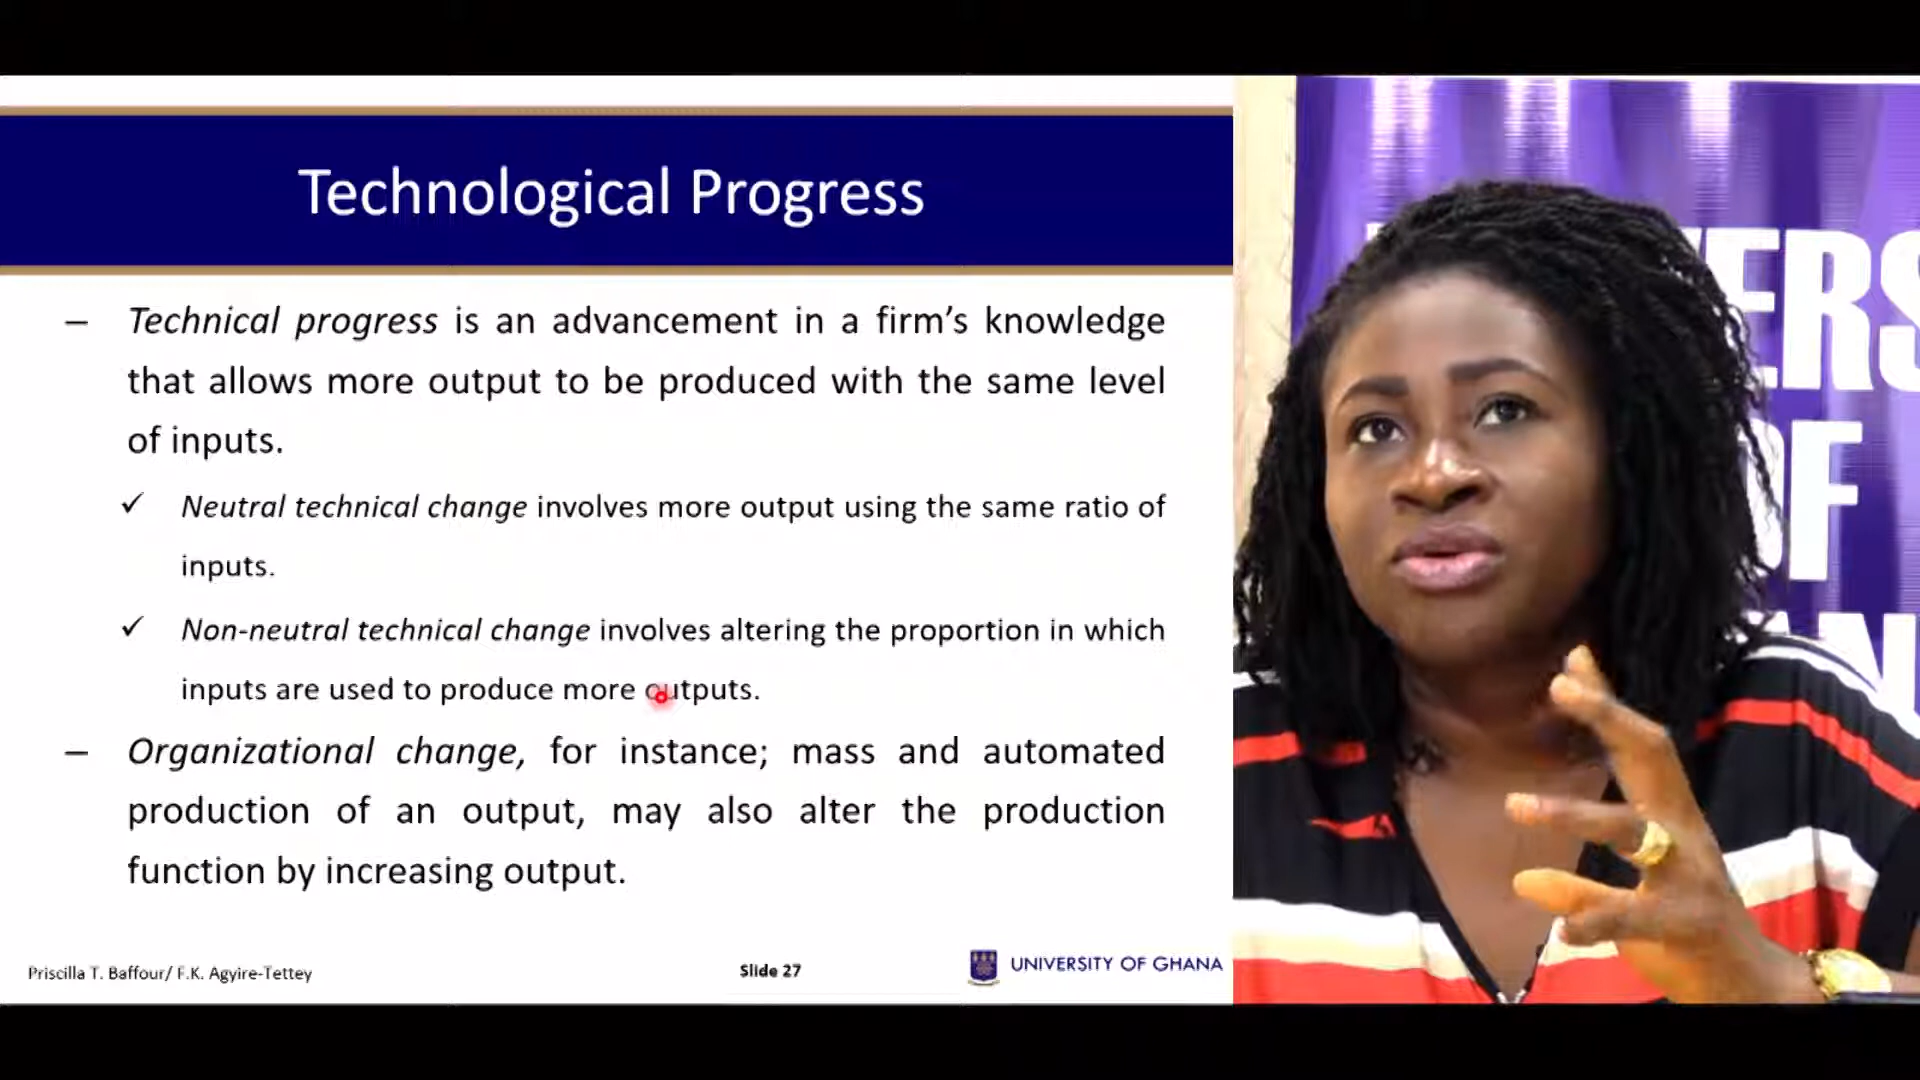 Technological Progress
– Technical progress is an advancement in a firm's knowledge
that allows more output to be produced with the same level
of inputs.
✓ Neutral technical change involves more output using the same ratio of
inputs.
✓ Non-neutral technical change involves altering the proportion in which
inputs are used to produce more outputs.
– Organizational change, for instance; mass and automated
production of an output, may also alter the production
function by increasing output.
Priscilla T. Baffour/ F.K. Agyire-Tettey
Slide 27
UNIVERSITY OF GHANA
ERS
OF
AN